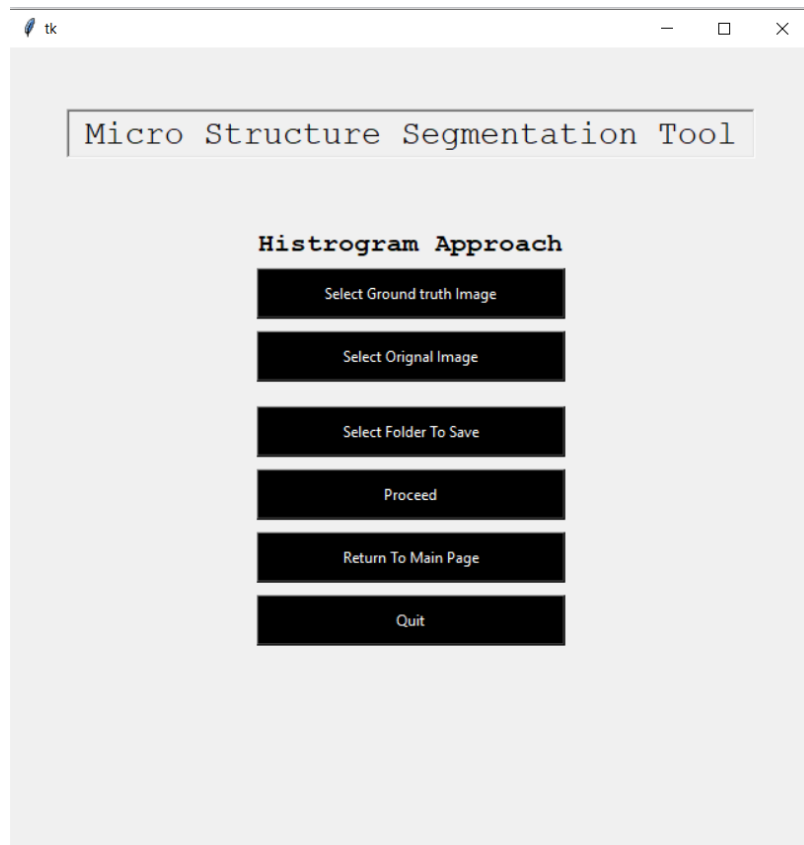 tk
Micro Structure Segmentation Tool
Histrogram Approach
Select Ground truth Image
Select Orignal Image
Select Folder To Save
Proceed
Return To Main Page
Quit